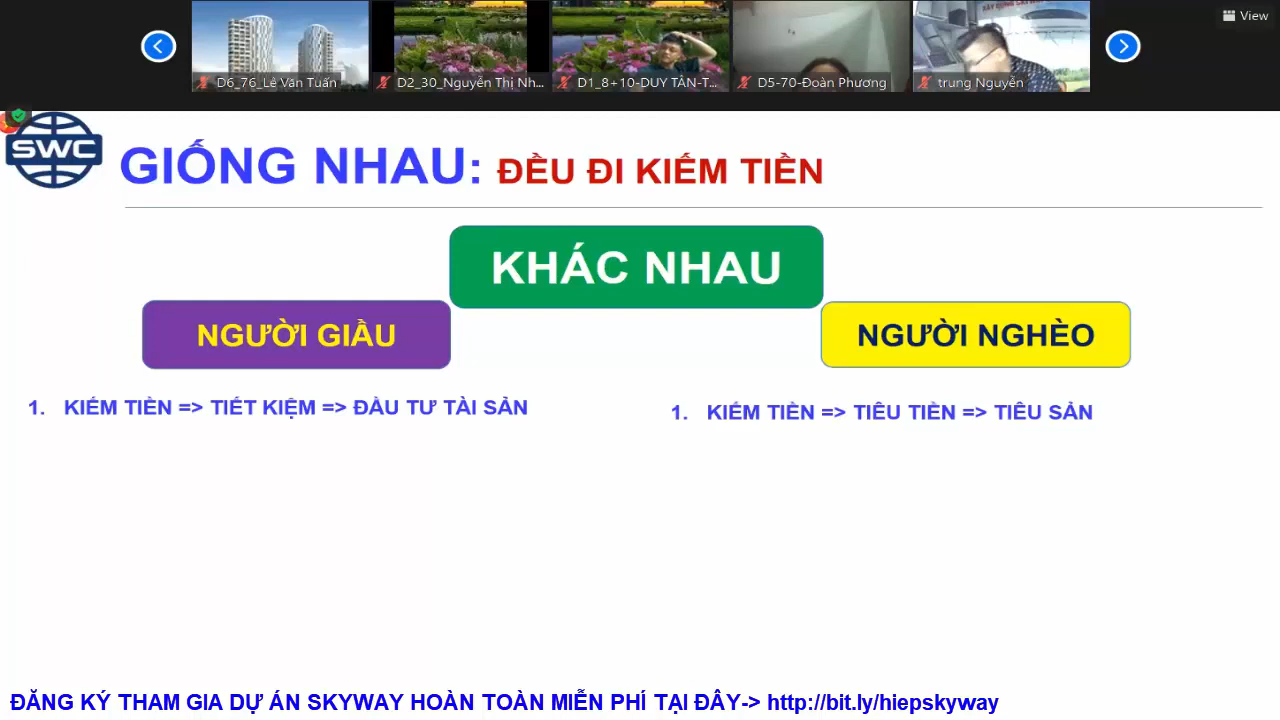 View
D6_76_Lê Văn Tuấn
D2_30_Nguyễn Thị Nh...
D1_8+10-DUY TÂN-T...
D5-70-Đoàn Phương
trung Nguyễn
SWC
GIỐNG NHAU: ĐỀU ĐI KIẾM TIỀN
KHÁC NHAU
NGƯỜI GIẦU
NGƯỜI NGHÈO
1. KIẾM TIỀN => TIẾT KIỆM => ĐẦU TƯ TÀI SẢN
1. KIẾM TIỀN => TIÊU TIỀN => TIÊU SẢN
ĐĂNG KÝ THAM GIA DỰ ÁN SKYWAY HOÀN TOÀN MIỄN PHÍ TẠI ĐÂY-> http://bit.ly/hiepskyway